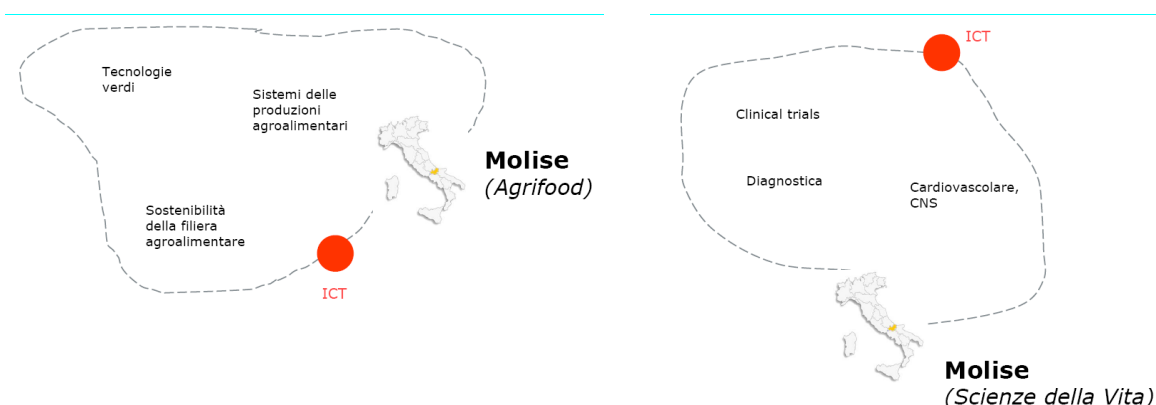 Tecnologie
verdi
Sistemi delle
produzioni
agroalimentari
Molise
(Agrifood)
Sostenibilità
della filiera
agroalimentare
ICT
ICT
Clinical trials
Diagnostica
Cardiovascolare,
CNS
Molise
(Scienze della Vita)